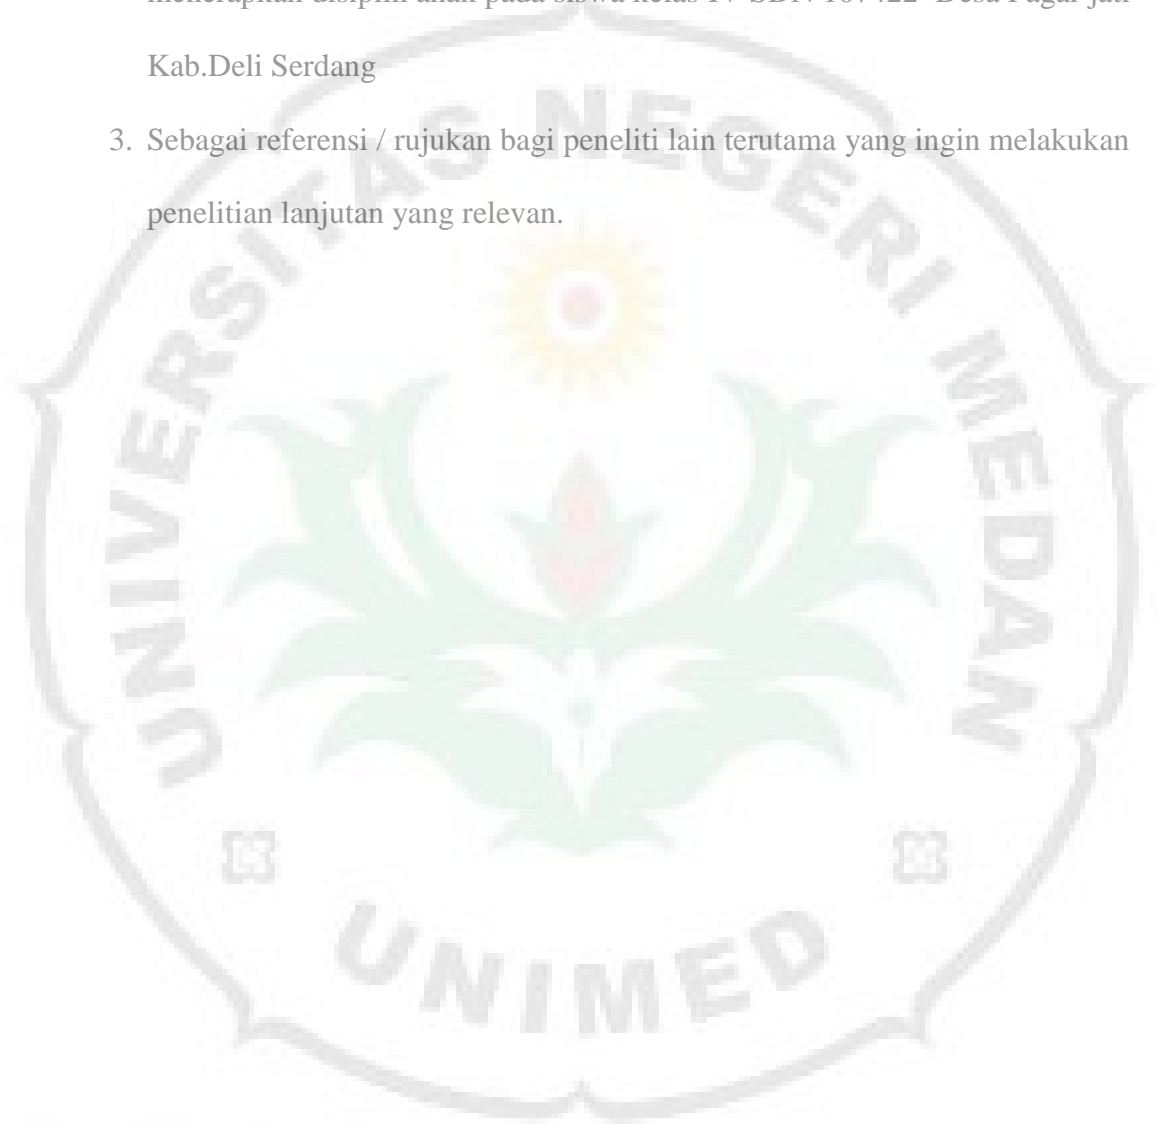 menerapkan disiplin anak pada siswa kelas IV SDN 107422 Desa Pagar jati
Kab.Deli Serdang
3. Sebagai referensi / rujukan bagi peneliti lain terutama yang ingin melakukan
penelitian lanjutan yang relevan.
UNIVERSITAS NEGERI MEDAN
UNIMED